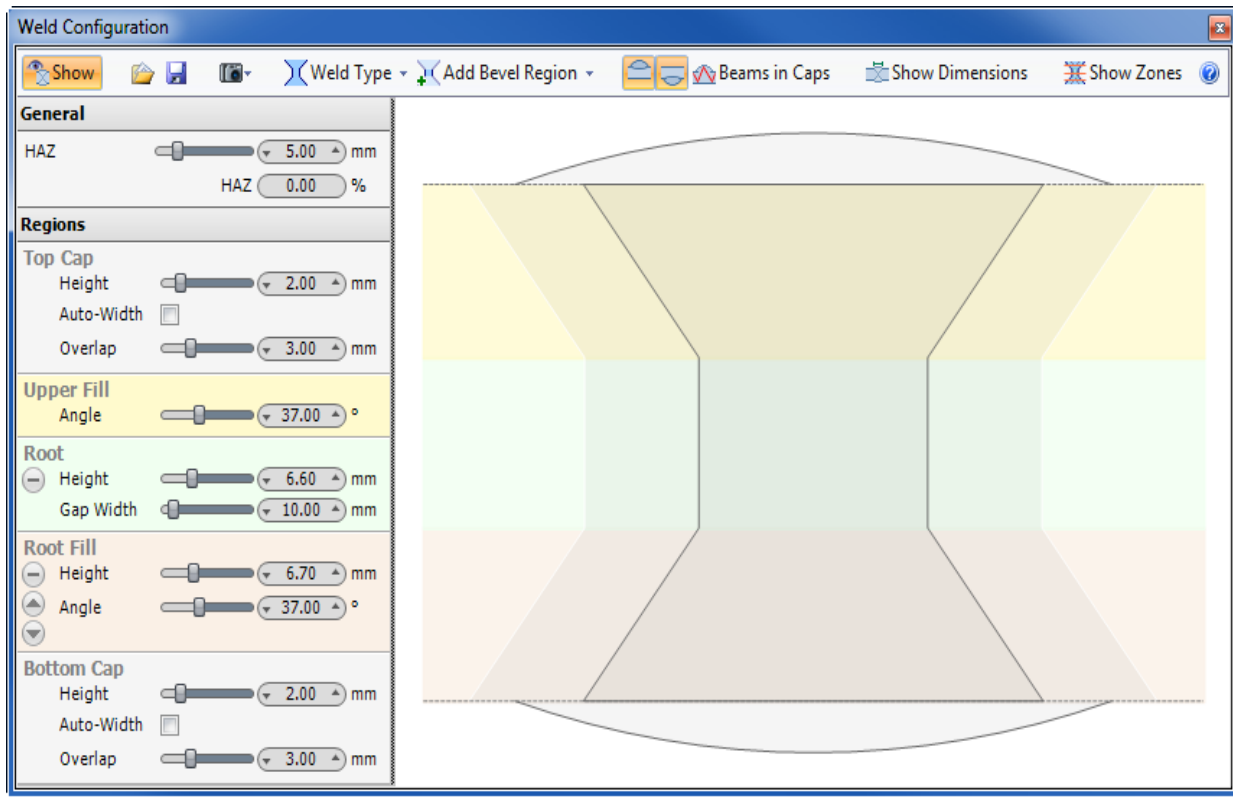 Weld Configuration
Show Weld Type Add Bevel Region Beams in Caps Show Dimensions Show Zones
General
HAZ 5.00 mm
HAZ 0.00 %
Regions
Top Cap
Height 2.00 mm
Auto-Width
Overlap 3.00 mm
Upper Fill
Angle 37.00 °
Root
Height 6.60 mm
Gap Width 10.00 mm
Root Fill
Height 6.70 mm
Angle 37.00 °
Bottom Cap
Height 2.00 mm
Auto-Width
Overlap 3.00 mm